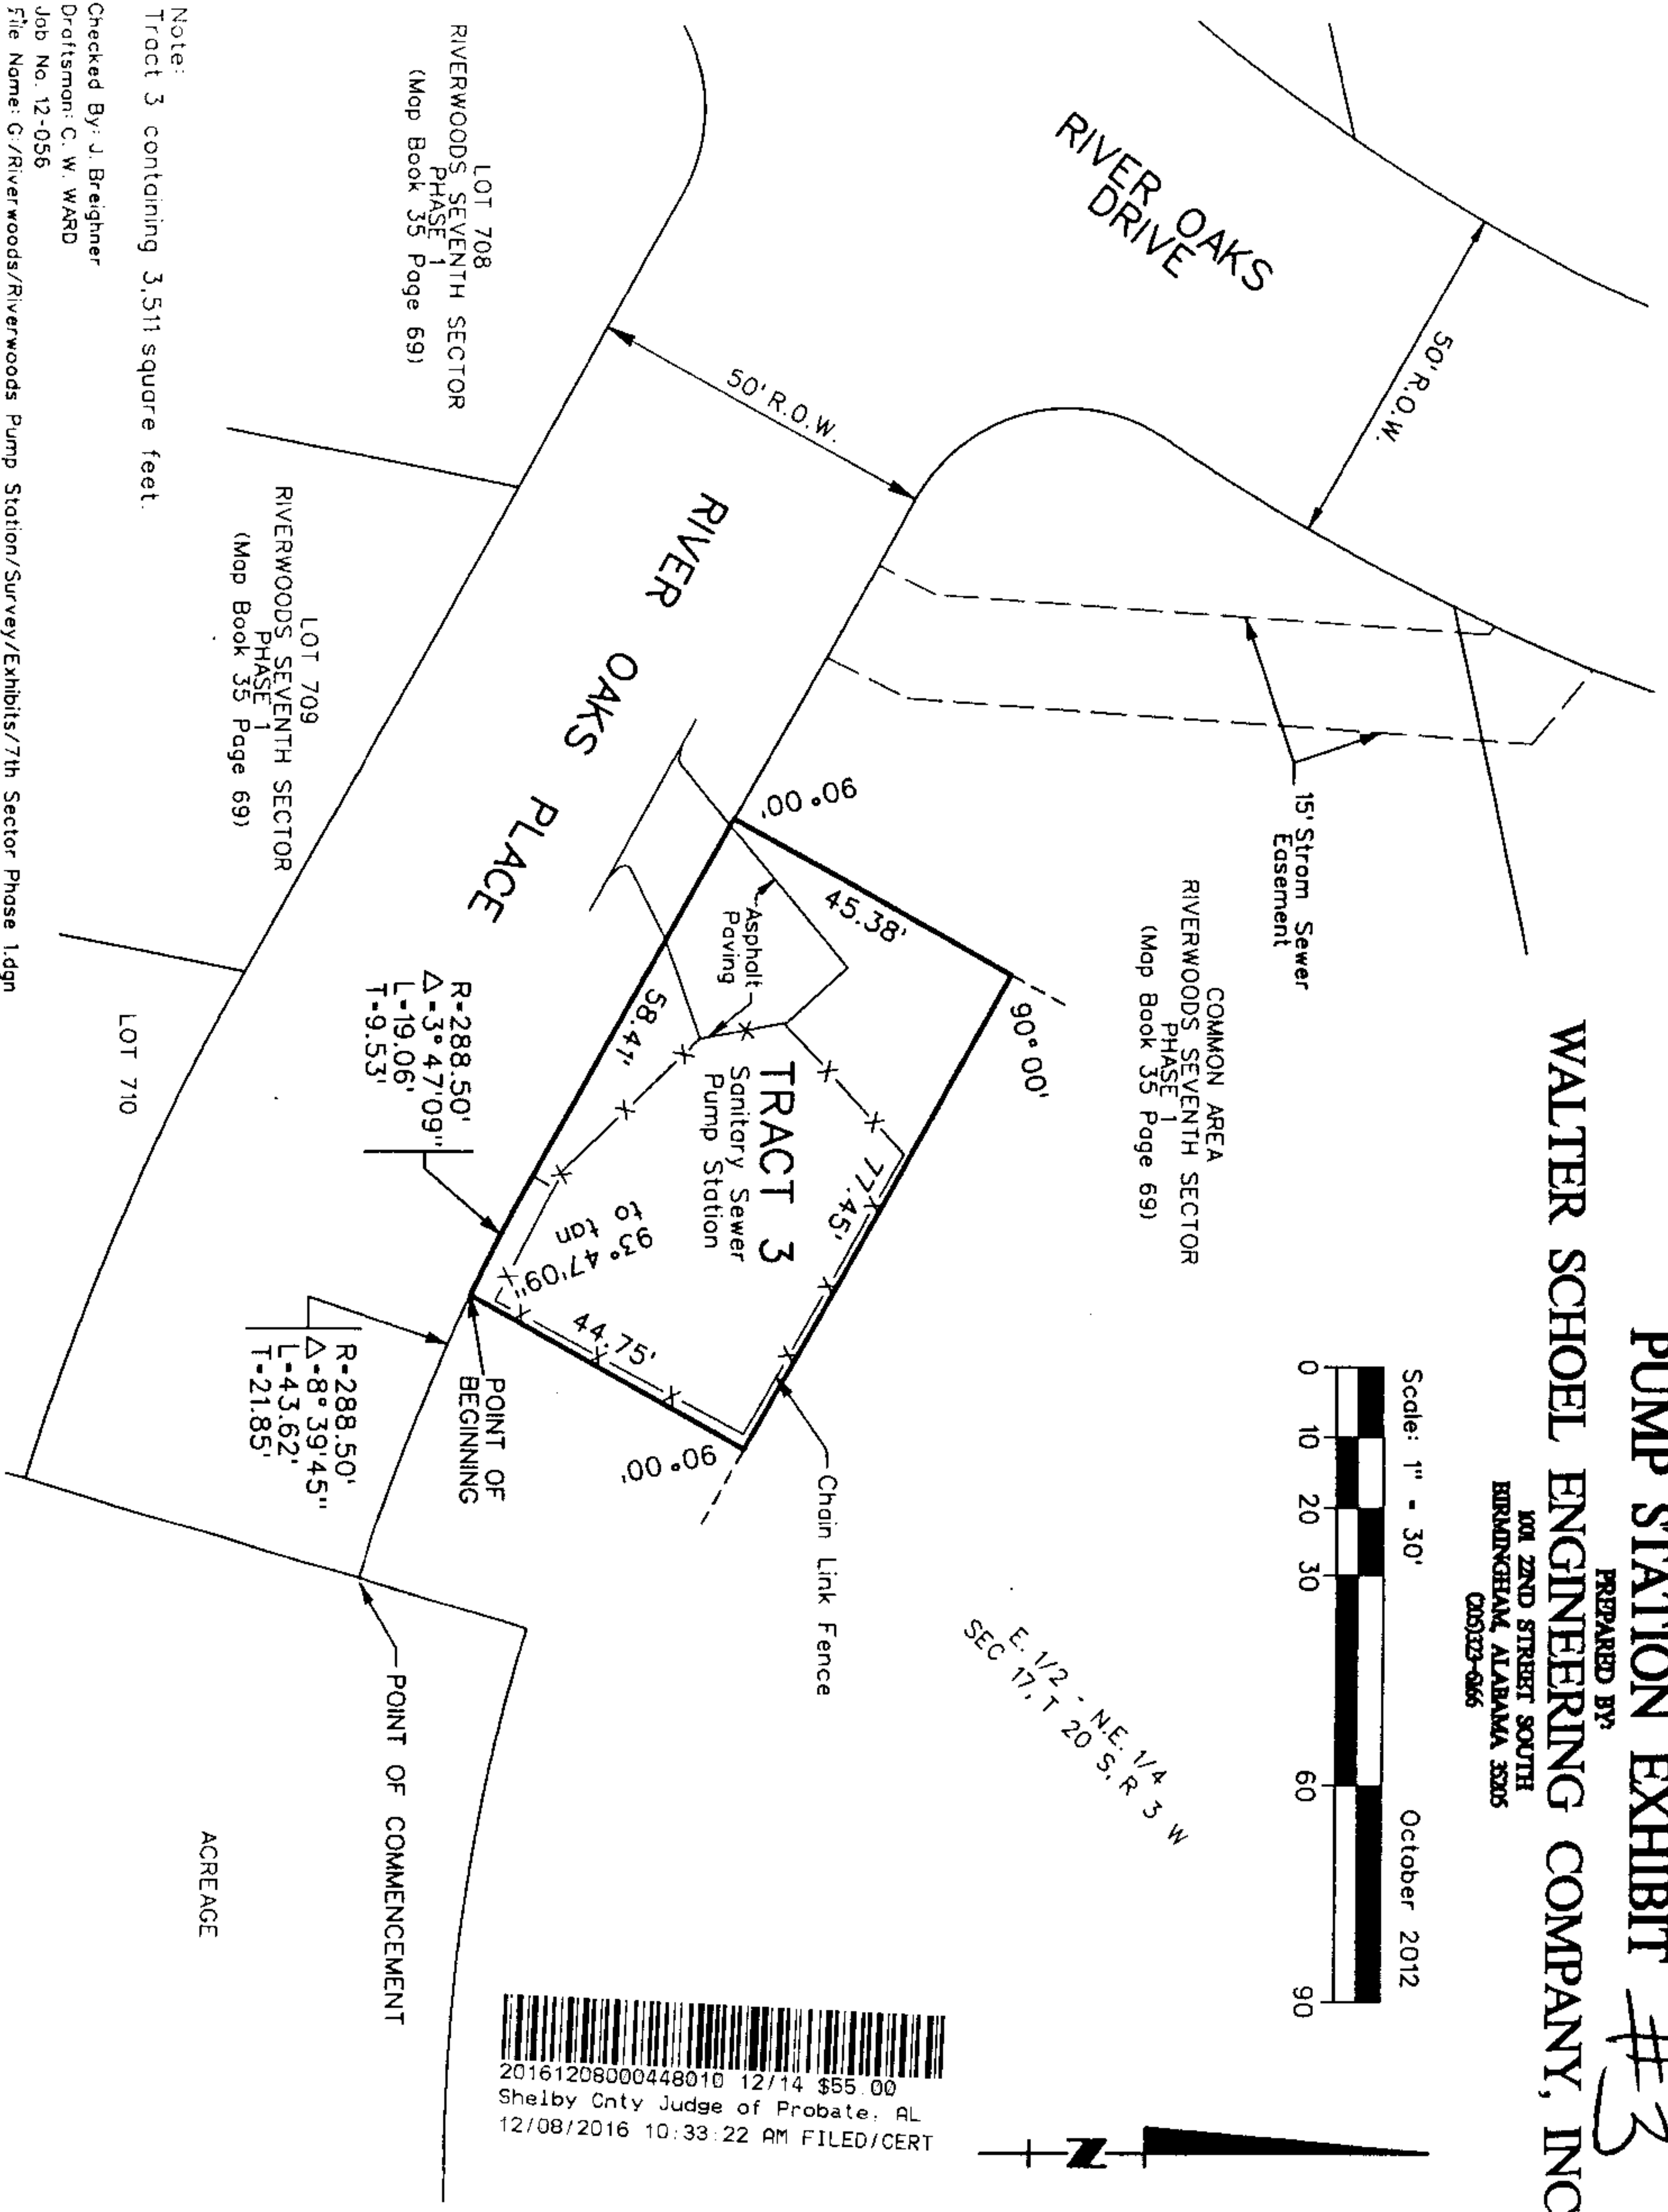 PUMP STATION EXHIBIT #3
PREPARED BY:
WALTER SCHOEL ENGINEERING COMPANY, INC
1001 22ND STREET SOUTH
BIRMINGHAM, ALABAMA 35205
(205)323-6166
Scale: 1" = 30'
October 2012
0 10 20 30 60 90
N
RIVER OAKS
DRIVE
50' R.O.W.
15' Strom Sewer
Easement
COMMON AREA
RIVERWOODS SEVENTH SECTOR
PHASE 1
(Map Book 35 Page 69)
E. 1/2 - N.E. 1/4
SEC 17, T 20 S, R 3 W
50' R.O.W.
RIVER OAKS PLACE
90° 00'
45.38'
90° 00'
77.45'
Asphalt
Paving
TRACT 3
Sanitary Sewer
Pump Station
58.41'
93° 47'09"
to tan
44.75'
90° 00'
Chain Link Fence
R=288.50'
Δ=3° 47'09"
L=19.06'
T=9.53'
POINT OF
BEGINNING
R=288.50'
Δ=8° 39'45"
L=43.62'
T=21.85'
POINT OF COMMENCEMENT
LOT 708
RIVERWOODS SEVENTH SECTOR
PHASE 1
(Map Book 35 Page 69)
LOT 709
RIVERWOODS SEVENTH SECTOR
PHASE 1
(Map Book 35 Page 69)
LOT 710
ACREAGE
20161208000448010 12/14 $55.00
Shelby Cnty Judge of Probate, AL
12/08/2016 10:33:22 AM FILED/CERT
Note:
Tract 3 containing 3,511 square feet.
Checked By: J. Breighner
Draftsman: C. W. WARD
Job No. 12-056
File Name: G:/Riverwoods/Riverwoods Pump Station/Survey/Exhibits/7th Sector Phase 1.dgn